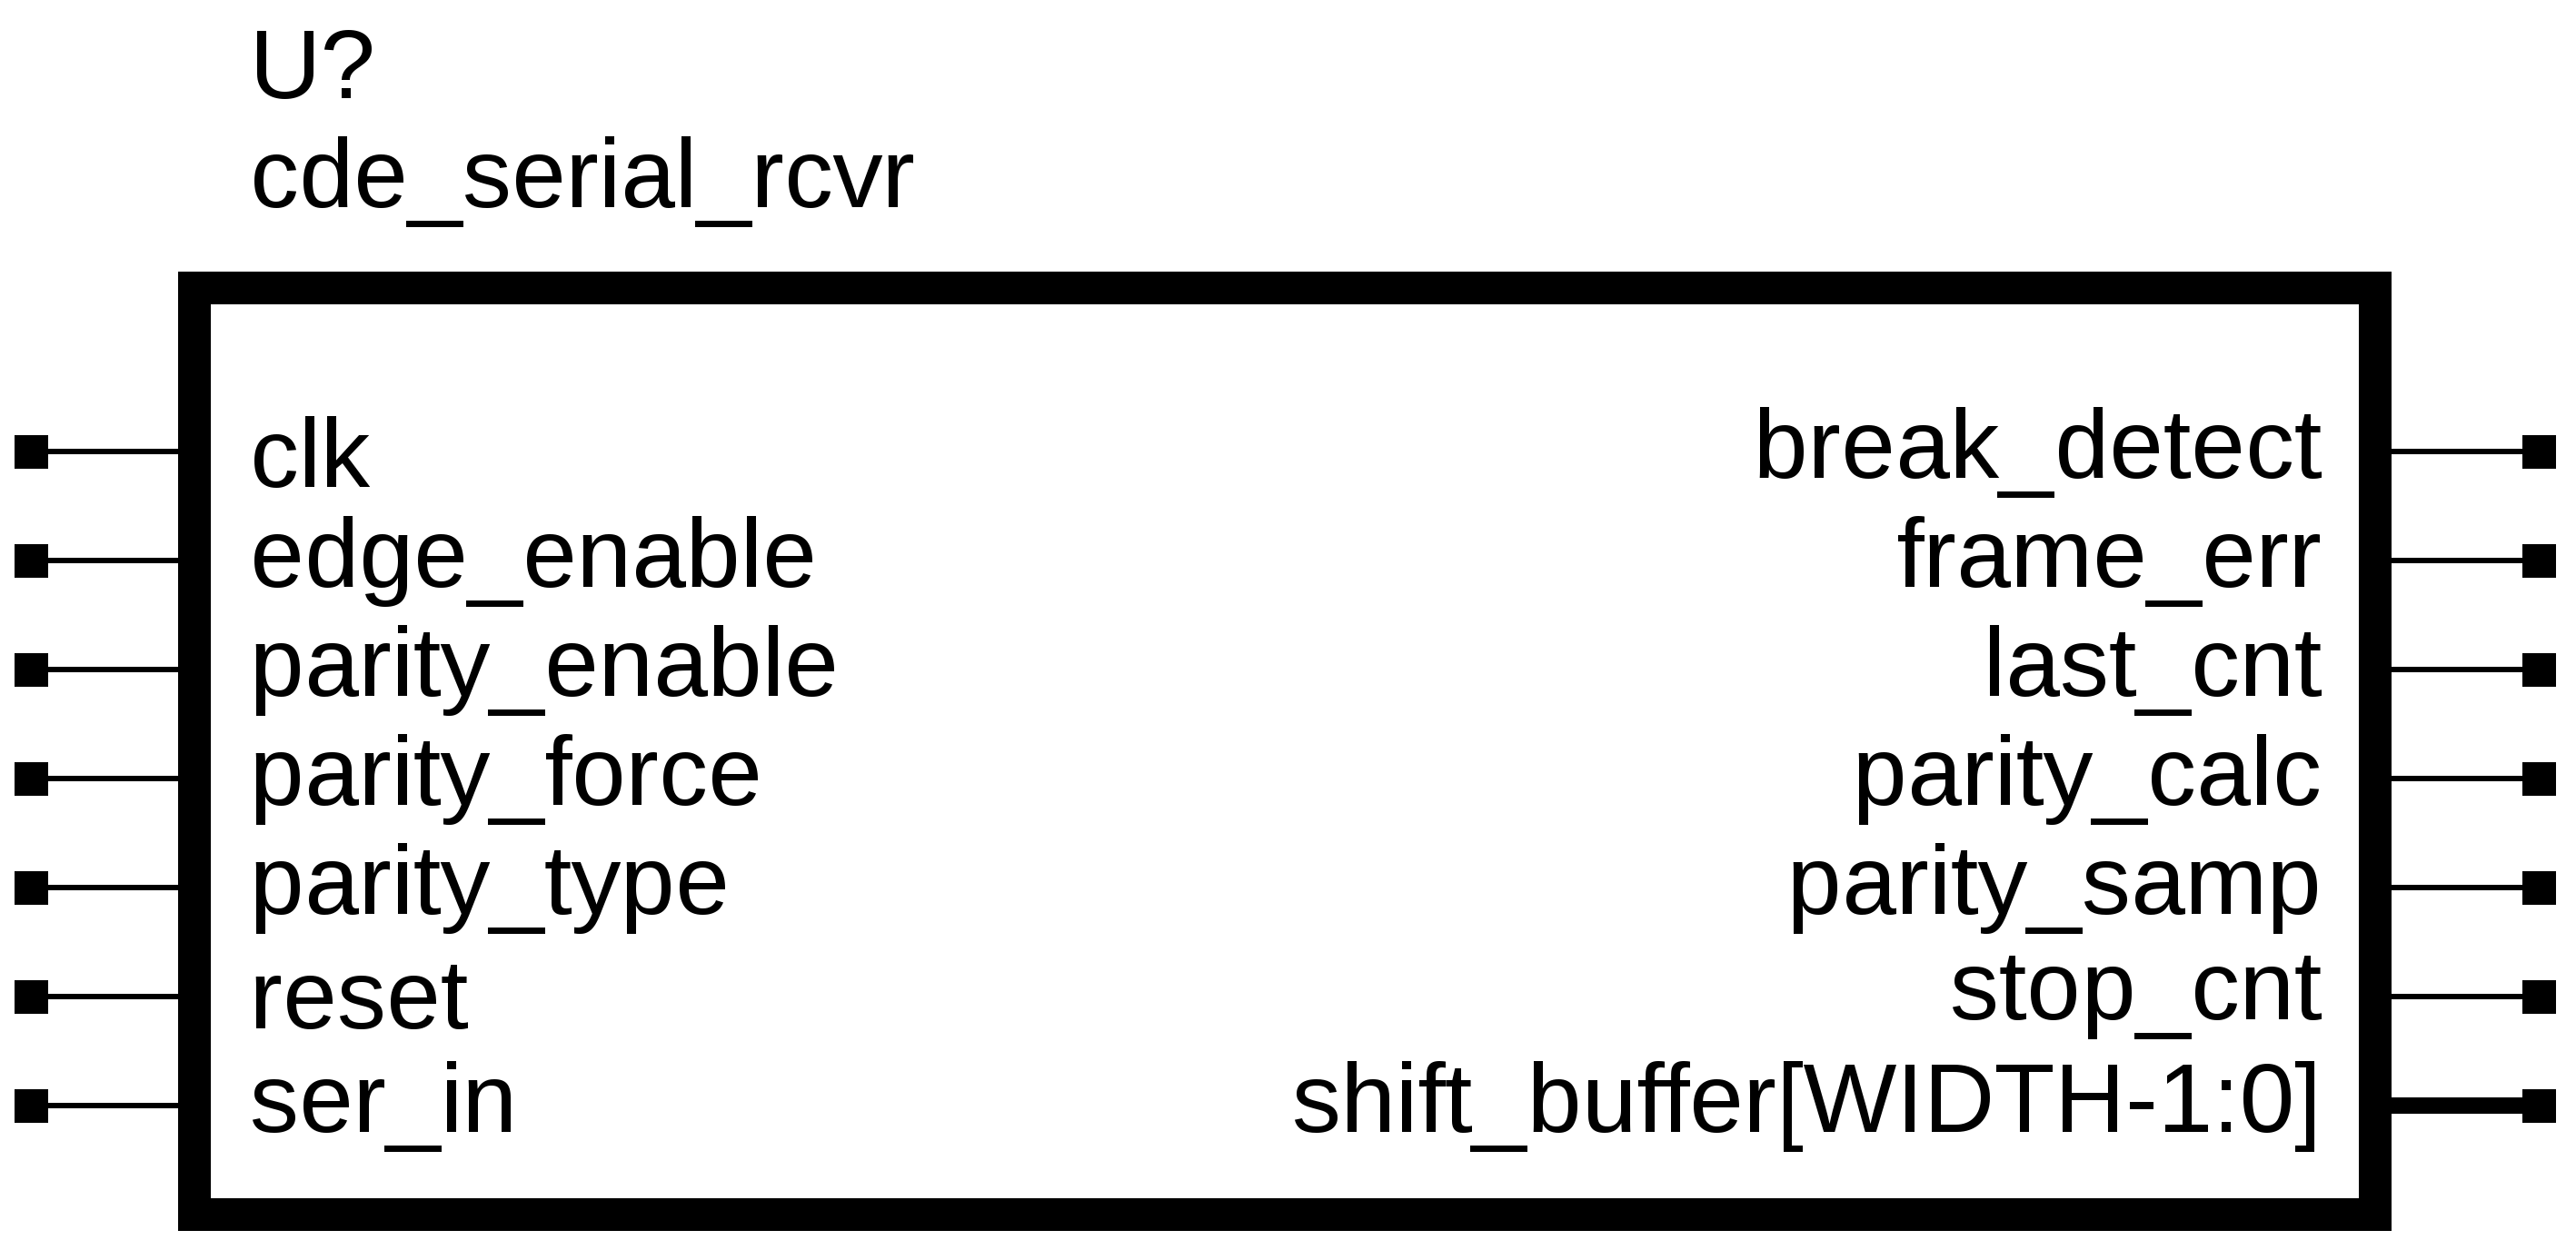 U?
cde_serial_rcvr
clk
edge_enable
parity_enable
parity_force
parity_type
reset
ser_in
break_detect
frame_err
last_cnt
parity_calc
parity_samp
stop_cnt
shift_buffer[WIDTH-1:0]